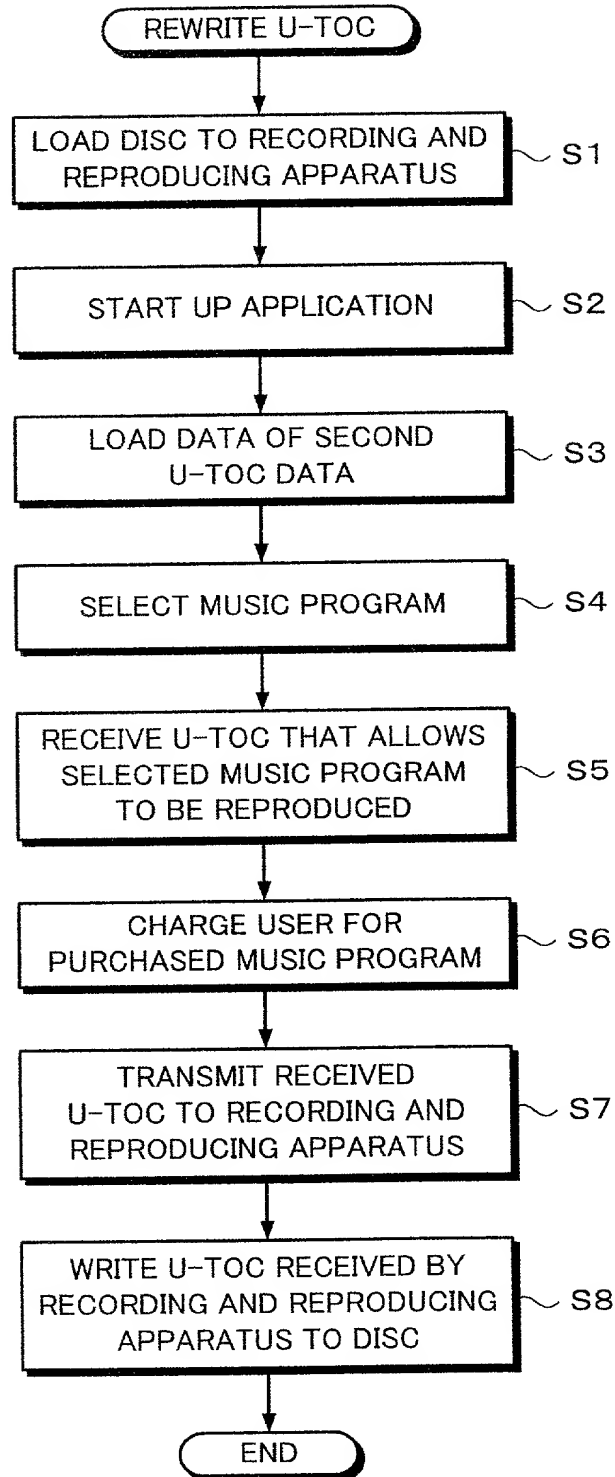 REWRITE U-TOC
LOAD DISC TO RECORDING AND
REPRODUCING APPARATUS
S1
START UP APPLICATION
S2
LOAD DATA OF SECOND
U-TOC DATA
S3
SELECT MUSIC PROGRAM
S4
RECEIVE U-TOC THAT ALLOWS
SELECTED MUSIC PROGRAM
TO BE REPRODUCED
S5
CHARGE USER FOR
PURCHASED MUSIC PROGRAM
S6
TRANSMIT RECEIVED
U-TOC TO RECORDING AND
REPRODUCING APPARATUS
S7
WRITE U-TOC RECEIVED BY
RECORDING AND REPRODUCING
APPARATUS TO DISC
S8
END